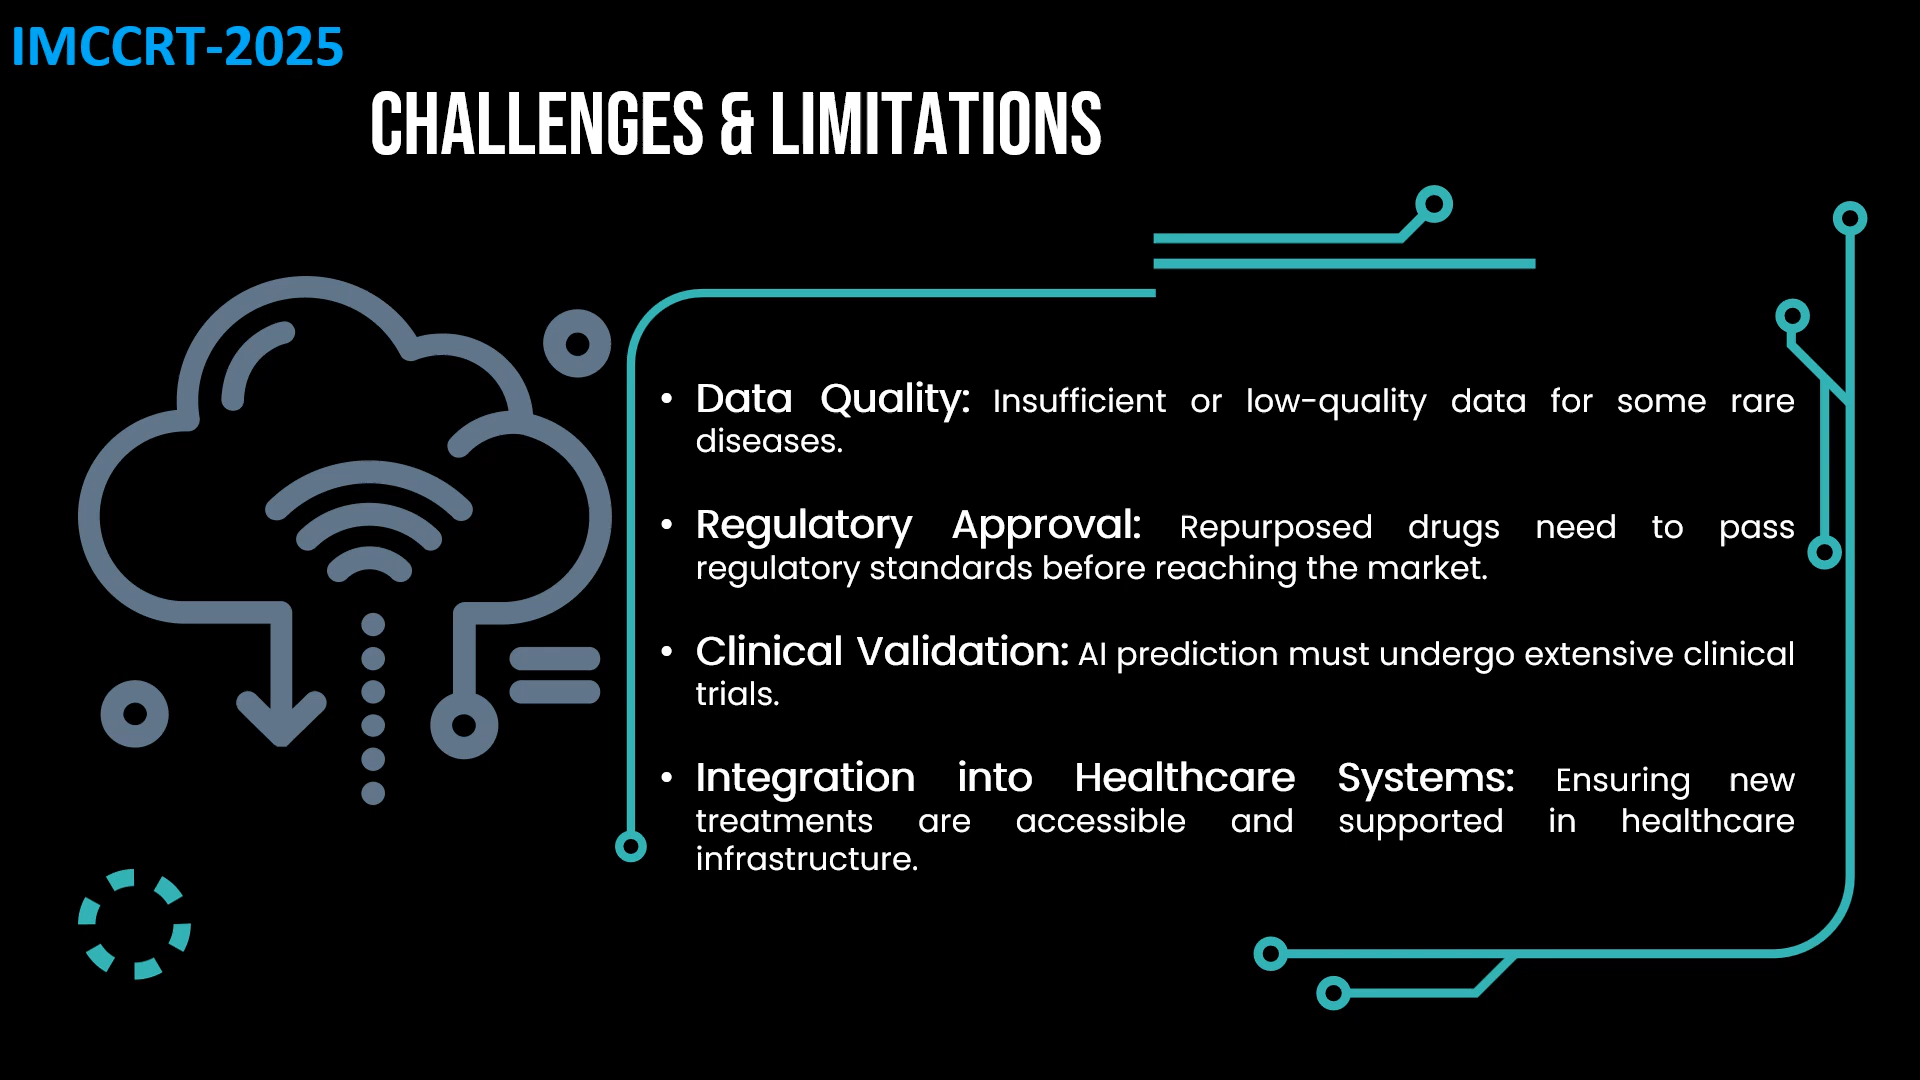 IMCCRT-2025
CHALLENGES & LIMITATIONS
• Data Quality: Insufficient or low-quality data for some rare
diseases.
• Regulatory Approval: Repurposed drugs need to pass
regulatory standards before reaching the market.
• Clinical Validation: AI prediction must undergo extensive clinical
trials.
• Integration into Healthcare Systems: Ensuring new
treatments are accessible and supported in healthcare
infrastructure.